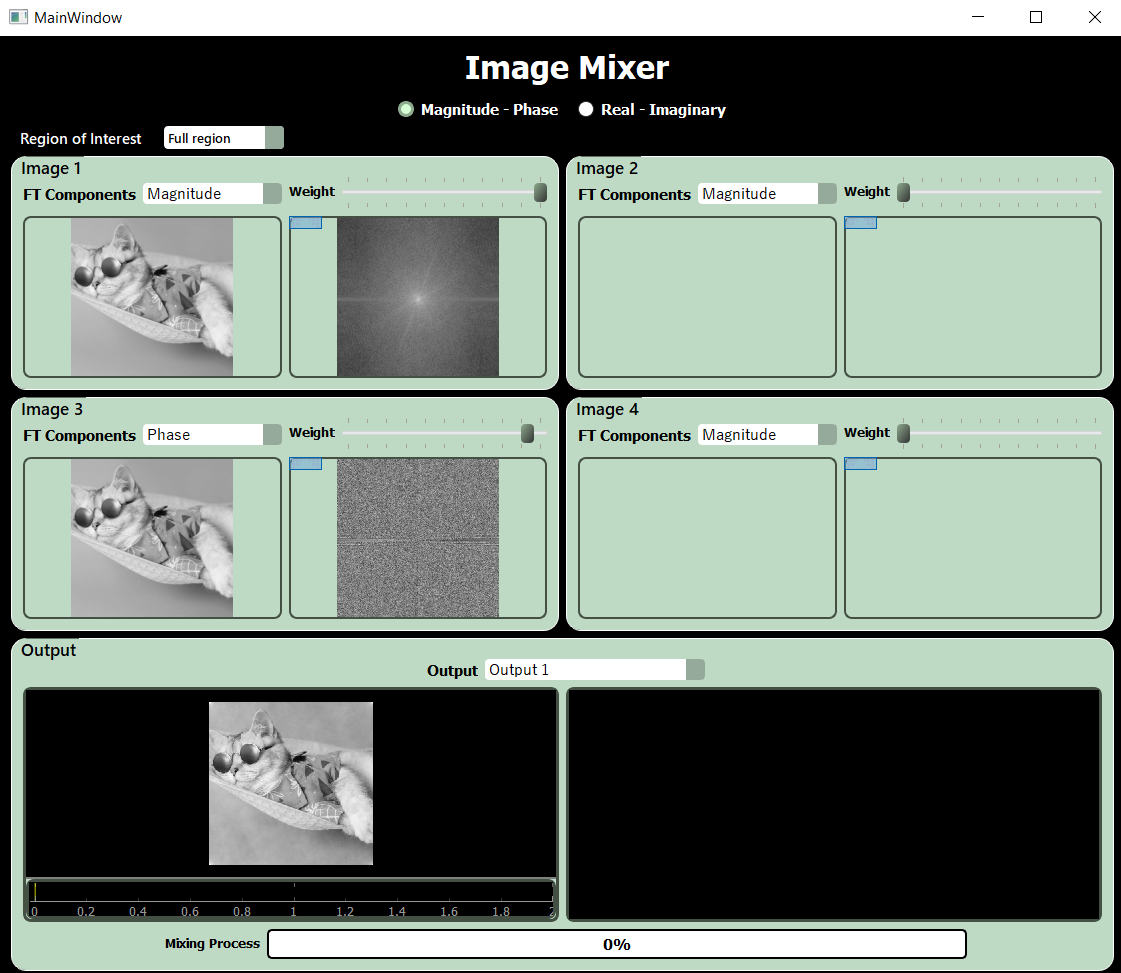 MainWindow
Image Mixer
Magnitude - Phase Real - Imaginary
Region of Interest Full region
Image 1
FT Components Magnitude Weight
Image 2
FT Components Magnitude Weight
Image 3
FT Components Phase Weight
Image 4
FT Components Magnitude Weight
Output
Output Output 1
0 0.2 0.4 0.6 0.8 1 1.2 1.4 1.6 1.8 2
Mixing Process 0%